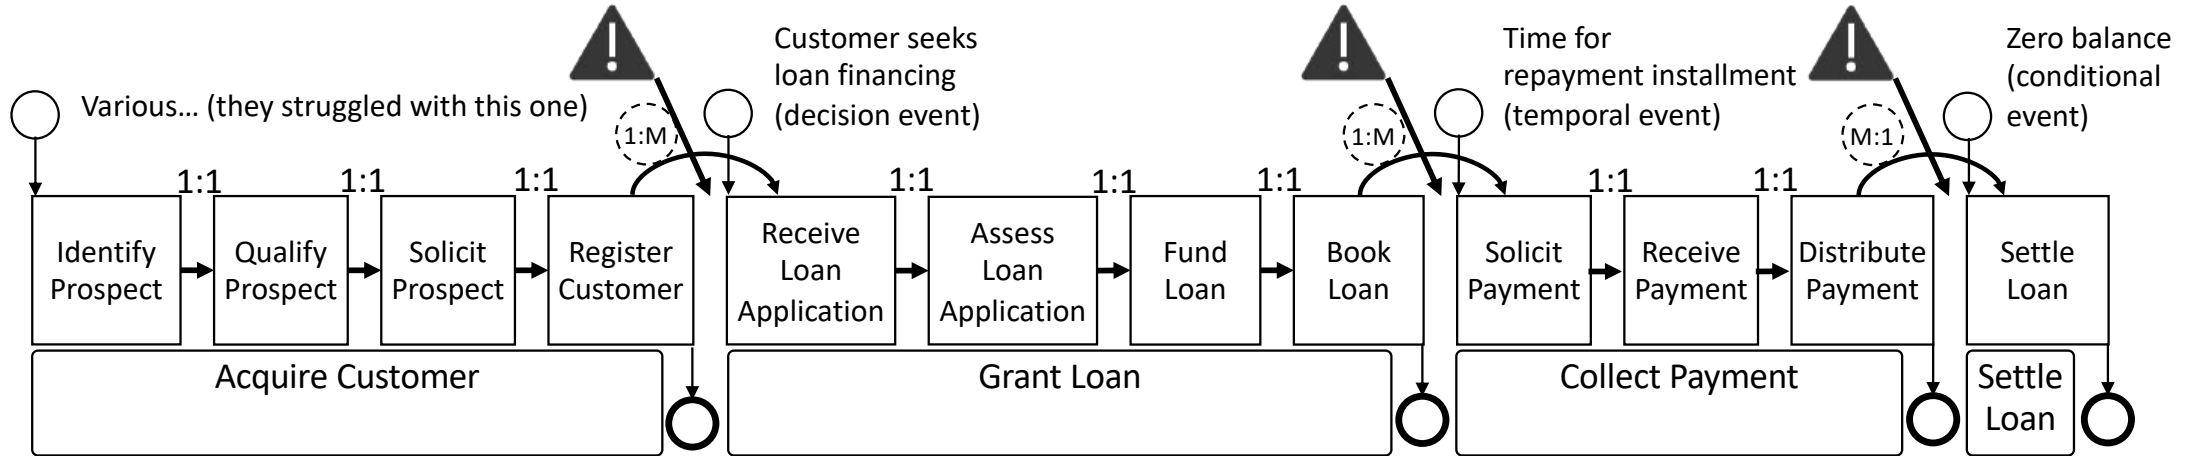 Customer seeks
loan financing
(decision event)
Time for
repayment installment
(temporal event)
Zero balance
(conditional
event)
Various... (they struggled with this one)
1:M
1:M
M:1
1:1
1:1
1:1
1:1
1:1
1:1
1:1
1:1
Identify
Prospect
Qualify
Prospect
Solicit
Prospect
Register
Customer
Receive
Loan
Application
Assess
Loan
Application
Fund
Loan
Book
Loan
Solicit
Payment
Receive
Payment
Distribute
Payment
Settle
Loan
Acquire Customer
Grant Loan
Collect Payment
Settle
Loan